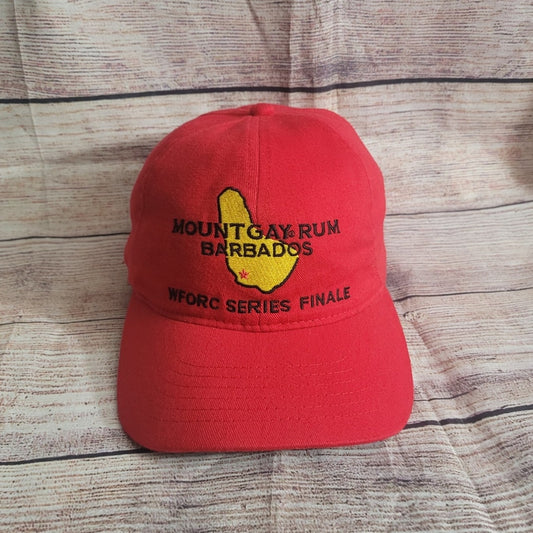 MOUNT GAY RUM
BARBADOS
WFORC SERIES FINALE